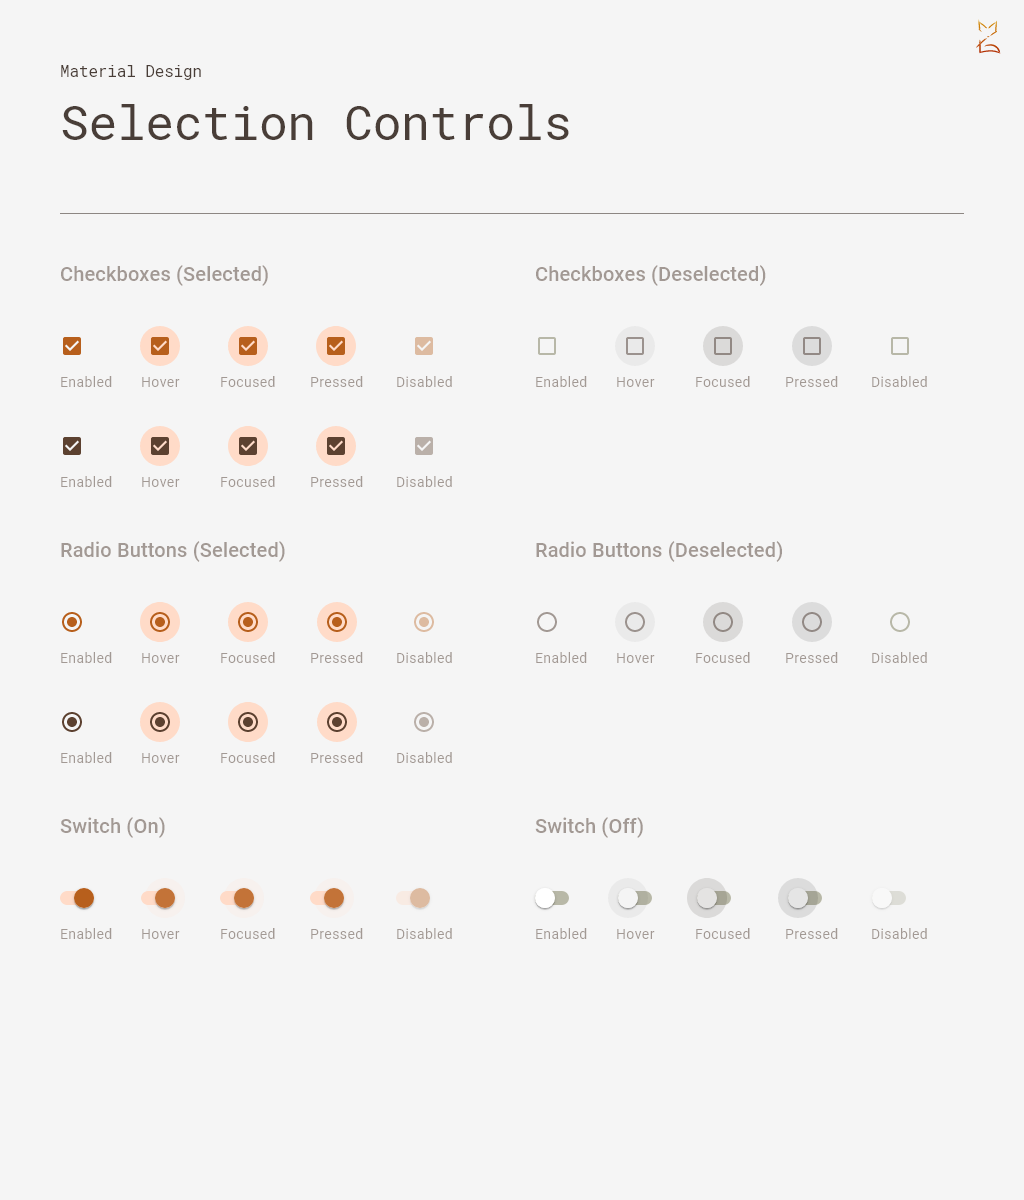 Material Design
Selection Controls
Checkboxes (Selected)
Enabled Hover Focused Pressed Disabled
Enabled Hover Focused Pressed Disabled
Checkboxes (Deselected)
Enabled Hover Focused Pressed Disabled
Radio Buttons (Selected)
Enabled Hover Focused Pressed Disabled
Enabled Hover Focused Pressed Disabled
Radio Buttons (Deselected)
Enabled Hover Focused Pressed Disabled
Switch (On)
Enabled Hover Focused Pressed Disabled
Switch (Off)
Enabled Hover Focused Pressed Disabled